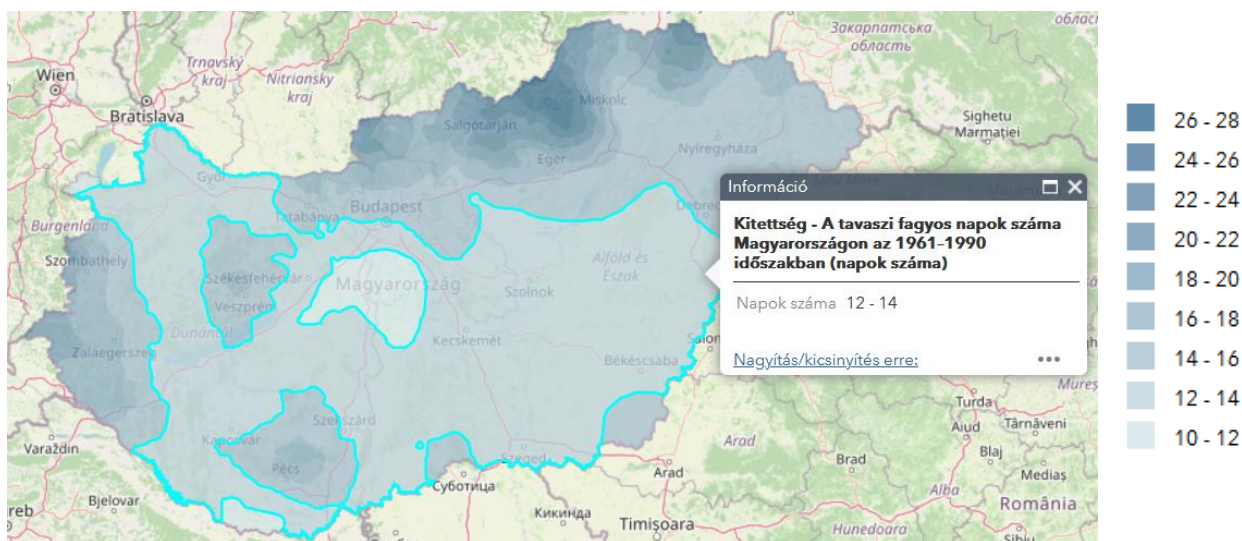 Закарпатська
область
Wien
Trnavský
kraj
Nitriansky
kraj
Bratislava
Miskolc
Salgótarján
Sighetu
Marmației
Nyíregyháza
Eger
Győr
Budapest
Tatabánya
Burgenland
Szombathely
Székesfehérvár
Veszprém
Magyarország
Alföld és
Észak
Szolnok
Dunántúl
Kecskemét
Zalaegerszeg
Békéscsaba
Szekszárd
Kaposvár
Pécs
Szeged
Varaždin
Bjelovar
Суботица
Кикинда
Timișoara
Arad
Arad
Brad
Hunedoara
Alba
Blaj
Mediaș
Aiud
Târnăveni
Turda
Mureș
România
Sibiu
Információ
Kitettség - A tavaszi fagyos napok száma
Magyarországon az 1961–1990
időszakban (napok száma)
Napok száma 12 - 14
Nagyítás/kicsinyítés erre:
26 - 28
24 - 26
22 - 24
20 - 22
18 - 20
16 - 18
14 - 16
12 - 14
10 - 12